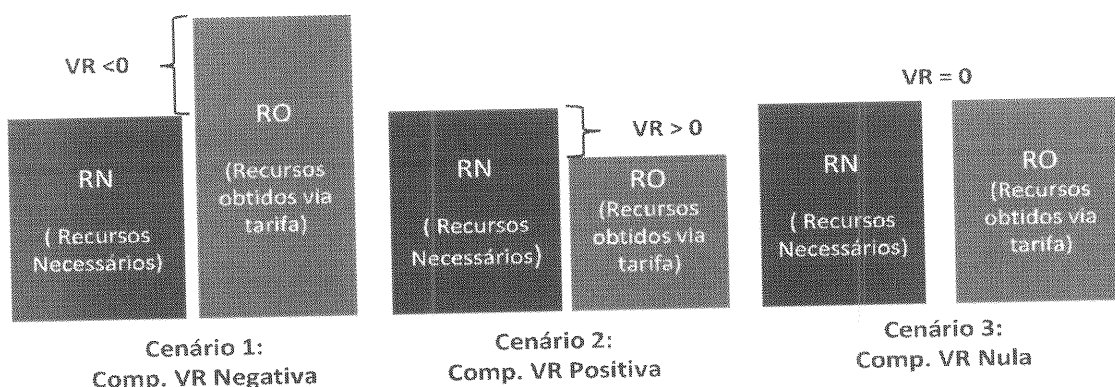 VR <0
RN
( Recursos
Necessários)
RO
(Recursos
obtidos via
tarifa)
Cenário 1:
Comp. VR Negativa
VR > 0
RN
( Recursos
Necessários)
RO
(Recursos
obtidos via
tarifa)
Cenário 2:
Comp. VR Positiva
VR = 0
RN
( Recursos
Necessários)
RO
(Recursos
obtidos via
tarifa)
Cenário 3:
Comp. VR Nula